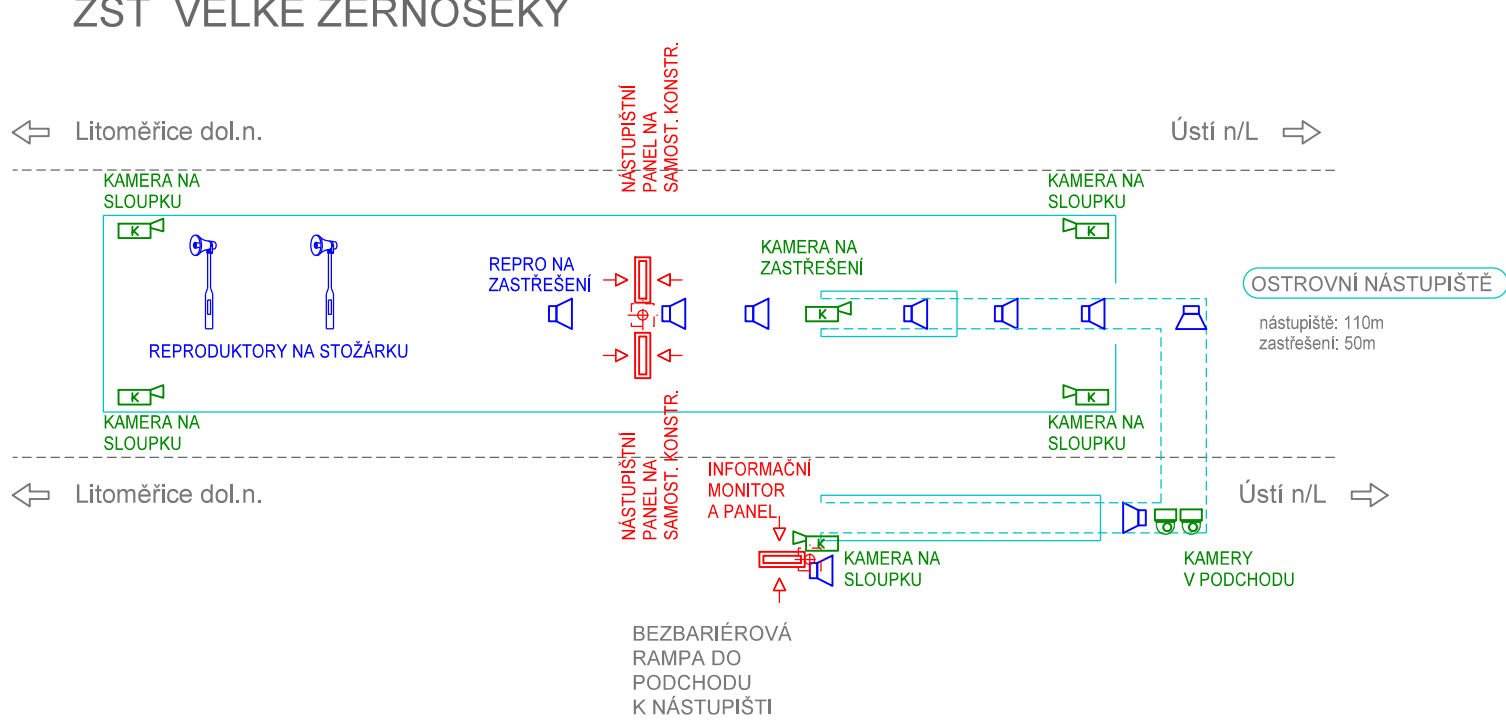 ŽST VELKÉ ŽERNOSEKY
Litoměřice dol.n.
NÁSTUPIŠTNÍ
PANEL NA
SAMOST. KONSTR.
Ústí n/L
KAMERA NA
SLOUPKU
KAMERA NA
SLOUPKU
K
K
REPRO NA
ZASTŘEŠENÍ
KAMERA NA
ZASTŘEŠENÍ
K
OSTROVNÍ NÁSTUPIŠTĚ
nástupiště: 110m
zastřešení: 50m
REPRODUKTORY NA STOŽÁRKU
K
K
KAMERA NA
SLOUPKU
KAMERA NA
SLOUPKU
NÁSTUPIŠTNÍ
PANEL NA
SAMOST. KONSTR.
Litoměřice dol.n.
INFORMAČNÍ
MONITOR
A PANEL
Ústí n/L
K
KAMERA NA
SLOUPKU
KAMERY
V PODCHODU
BEZBARIÉROVÁ
RAMPA DO
PODCHODU
K NÁSTUPIŠTI